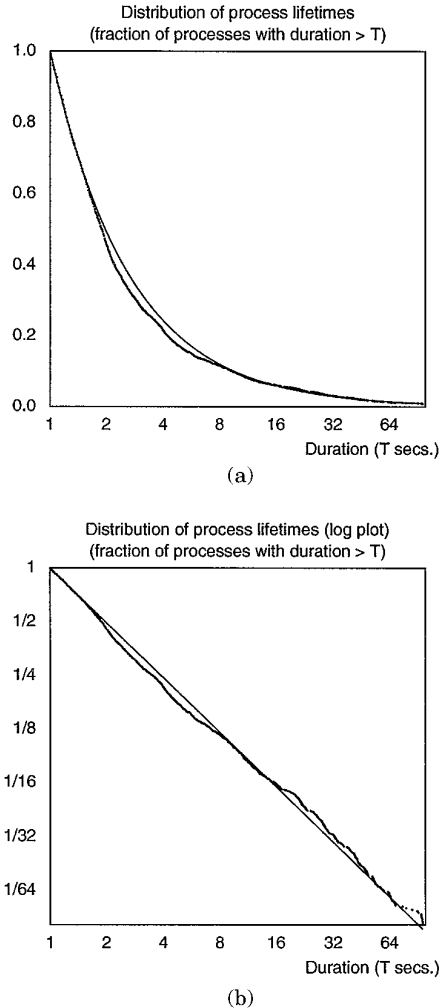 Distribution of process lifetimes
(fraction of processes with duration > T)
1.0
0.8
0.6
0.4
0.2
0.0
1 2 4 8 16 32 64
Duration (T secs.)
(a)
Distribution of process lifetimes (log plot)
(fraction of processes with duration > T)
1
1/2
1/4
1/8
1/16
1/32
1/64
1 2 4 8 16 32 64
Duration (T secs.)
(b)